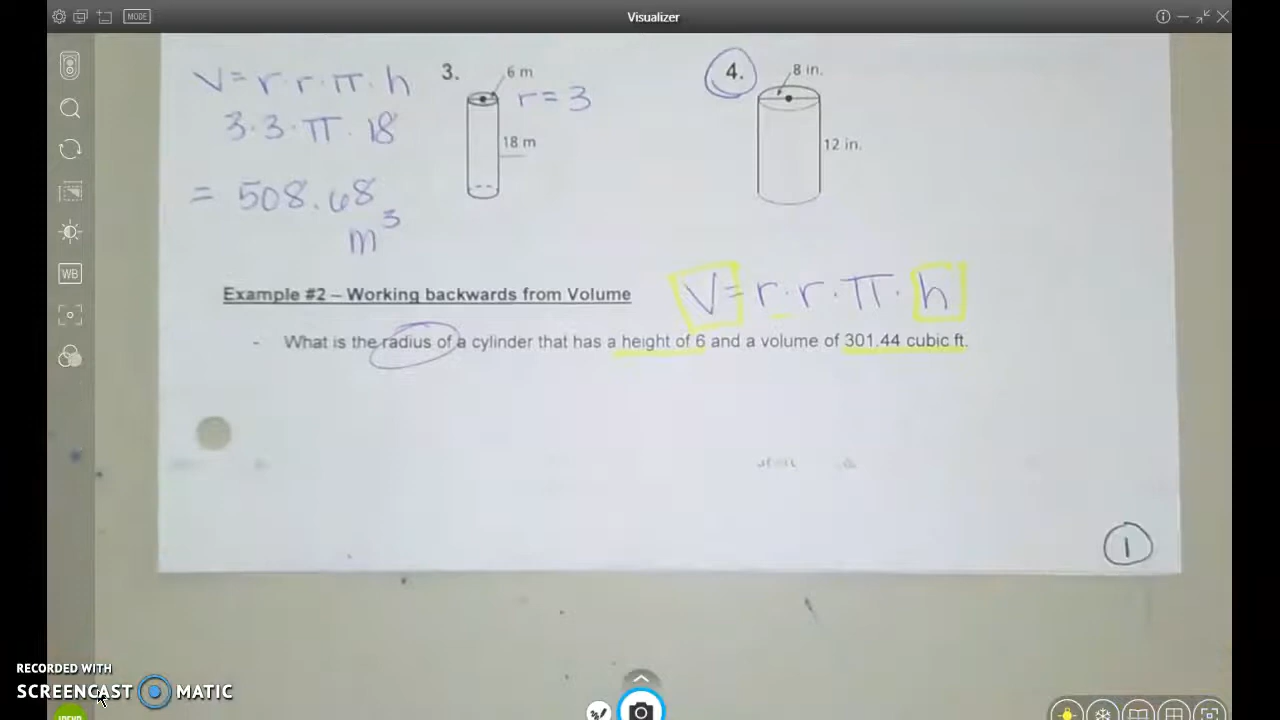 MODE
Visualizer
WB
V = r · r · π · h
3 · 3 · π · 18
= 508.68
m³
3.
6 m
r = 3
18 m
4.
8 in.
12 in.
Example #2 – Working backwards from Volume
V = r · r · π · h
- What is the radius of a cylinder that has a height of 6 and a volume of 301.44 cubic ft.
1
RECORDED WITH
SCREENCAST MATIC